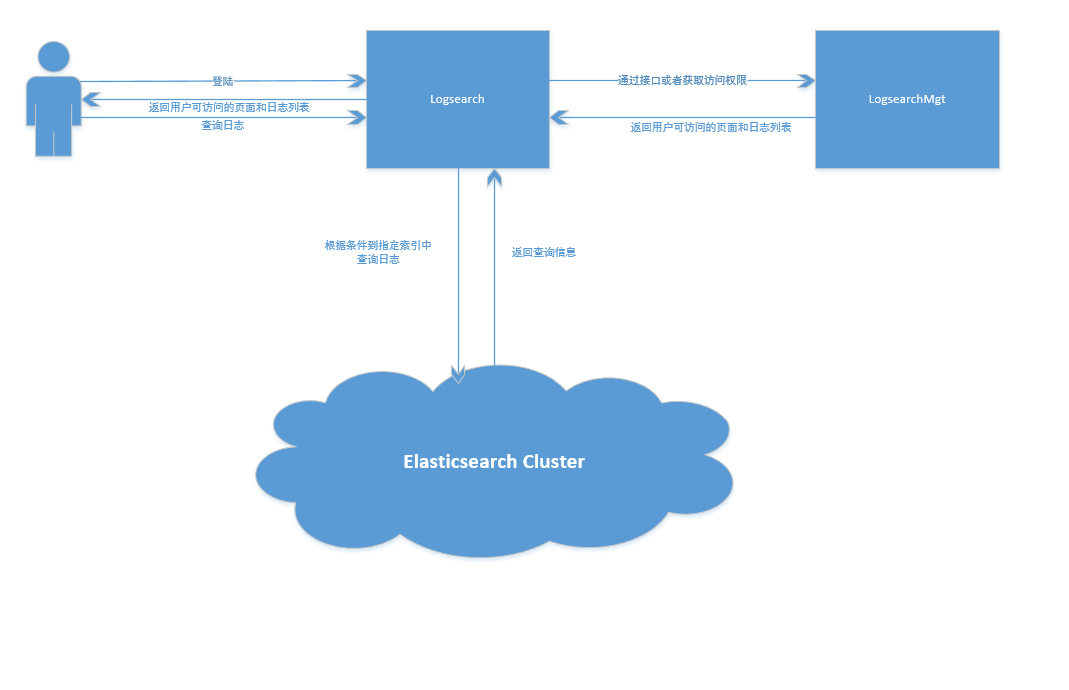 登陆
返回用户可访问的页面和日志列表
查询日志
Logsearch
通过接口或者获取访问权限
返回用户可访问的页面和日志列表
LogsearchMgt
根据条件到指定索引中
查询日志
返回查询信息
Elasticsearch Cluster